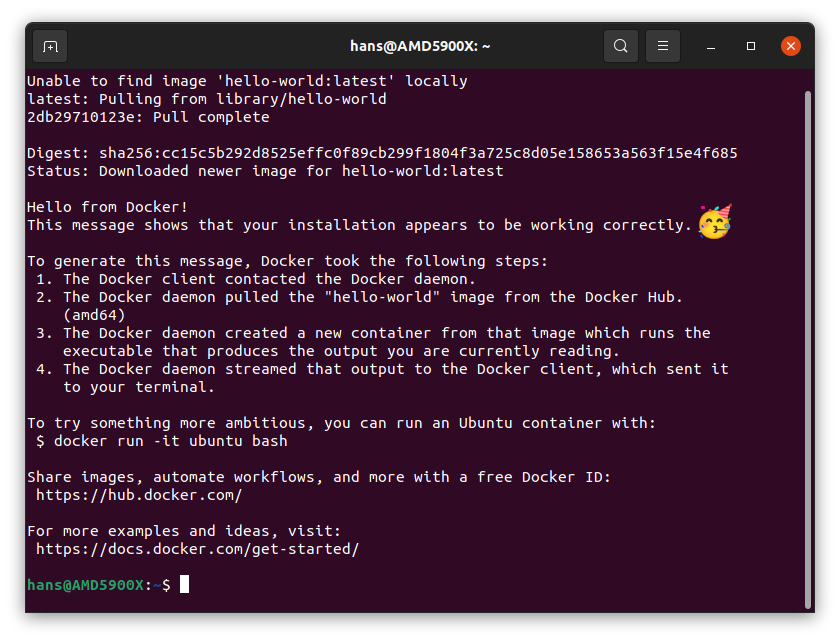 hans@AMD5900X: ~
Unable to find image 'hello-world:latest' locally
latest: Pulling from library/hello-world
2db29710123e: Pull complete
Digest: sha256:cc15c5b292d8525effc0f89cb299f1804f3a725c8d05e158653a563f15e4f685
Status: Downloaded newer image for hello-world:latest
Hello from Docker!
This message shows that your installation appears to be working correctly.
To generate this message, Docker took the following steps:
1. The Docker client contacted the Docker daemon.
2. The Docker daemon pulled the "hello-world" image from the Docker Hub.
(amd64)
3. The Docker daemon created a new container from that image which runs the
executable that produces the output you are currently reading.
4. The Docker daemon streamed that output to the Docker client, which sent it
to your terminal.
To try something more ambitious, you can run an Ubuntu container with:
$ docker run -it ubuntu bash
Share images, automate workflows, and more with a free Docker ID:
https://hub.docker.com/
For more examples and ideas, visit:
https://docs.docker.com/get-started/
hans@AMD5900X:~$